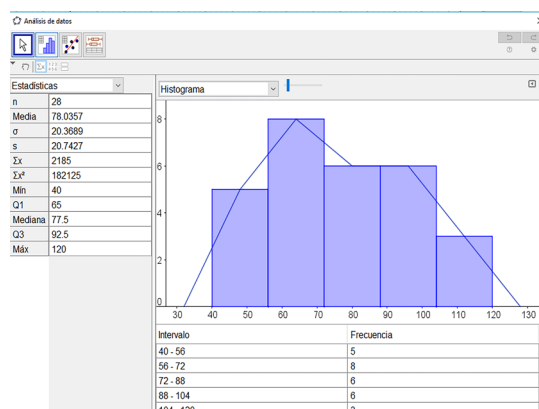 Análisis de datos
Estadísticas
n 28
Media 78.0357
σ 20.3689
s 20.7427
Σx 2185
Σx² 182125
Mín 40
Q1 65
Mediana 77.5
Q3 92.5
Máx 120
Histograma
8
6
4
2
0
30 40 50 60 70 80 90 100 110 120 130
Intervalo Frecuencia
40 - 56 5
56 - 72 8
72 - 88 6
88 - 104 6
104 - 120 3